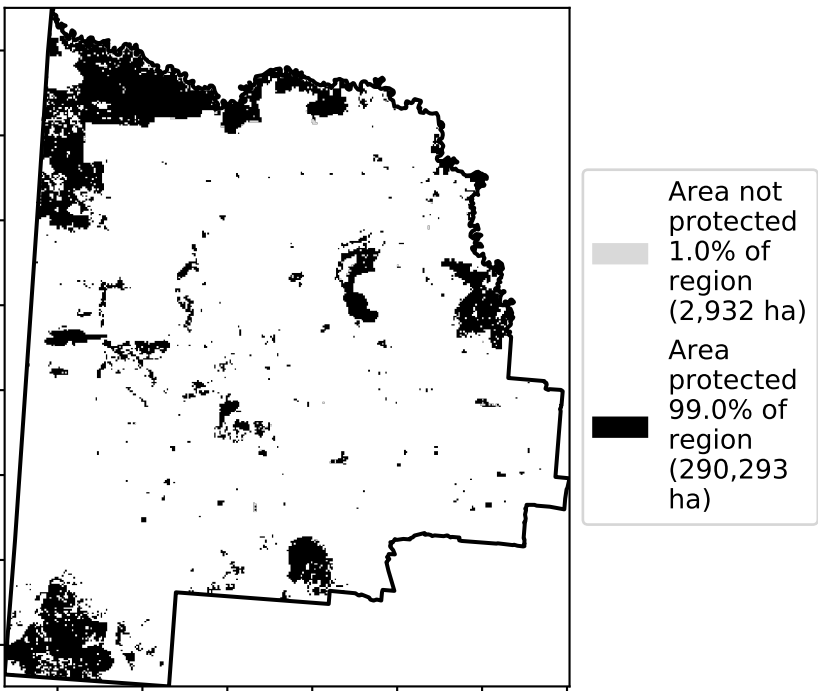 Area not
protected
1.0% of
region
(2,932 ha)
Area
protected
99.0% of
region
(290,293
ha)